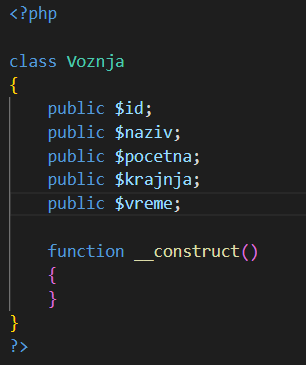 <?php
class Voznja
{
    public $id;
    public $naziv;
    public $pocetna;
    public $krajnja;
    public $vreme;
    function __construct()
    {
    }
}
?>